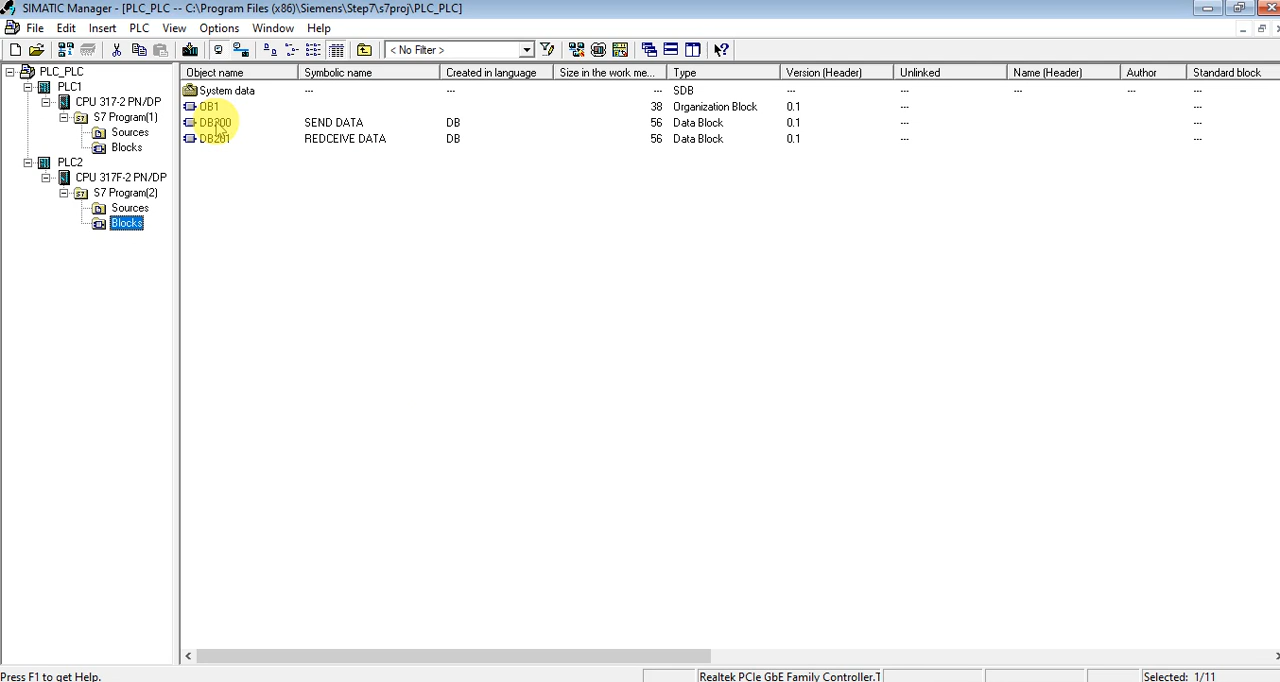 SIMATIC Manager - [PLC_PLC -- C:\Program Files (x86)\Siemens\Step7\s7proj\PLC_PLC]
File Edit Insert PLC View Options Window Help
< No Filter >
PLC_PLC
PLC1
CPU 317-2 PN/DP
S7 Program(1)
Sources
Blocks
PLC2
CPU 317F-2 PN/DP
S7 Program(2)
Sources
Blocks
Object name Symbolic name Created in language Size in the work me... Type Version (Header) Unlinked Name (Header) Author Standard block
System data --- --- --- SDB --- --- --- --- ---
OB1 38 Organization Block 0.1 --- ---
DB200 SEND DATA DB 56 Data Block 0.1 --- ---
DB201 REDCEIVE DATA DB 56 Data Block 0.1 --- ---
Press F1 to get Help. Realtek PCIe GbE Family Controller.T Selected: 1/11